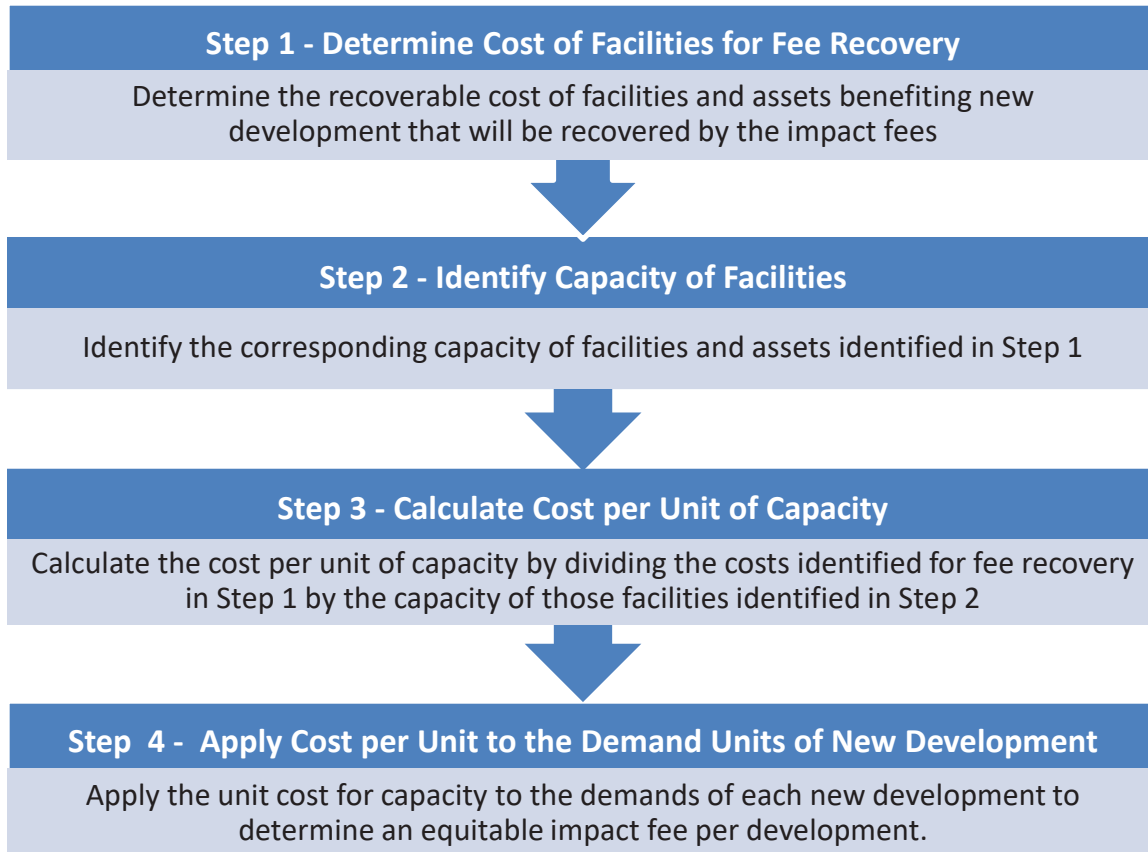 Step 1 - Determine Cost of Facilities for Fee Recovery
Determine the recoverable cost of facilities and assets benefiting new
development that will be recovered by the impact fees
Step 2 - Identify Capacity of Facilities
Identify the corresponding capacity of facilities and assets identified in Step 1
Step 3 - Calculate Cost per Unit of Capacity
Calculate the cost per unit of capacity by dividing the costs identified for fee recovery
in Step 1 by the capacity of those facilities identified in Step 2
Step 4 - Apply Cost per Unit to the Demand Units of New Development
Apply the unit cost for capacity to the demands of each new development to
determine an equitable impact fee per development.